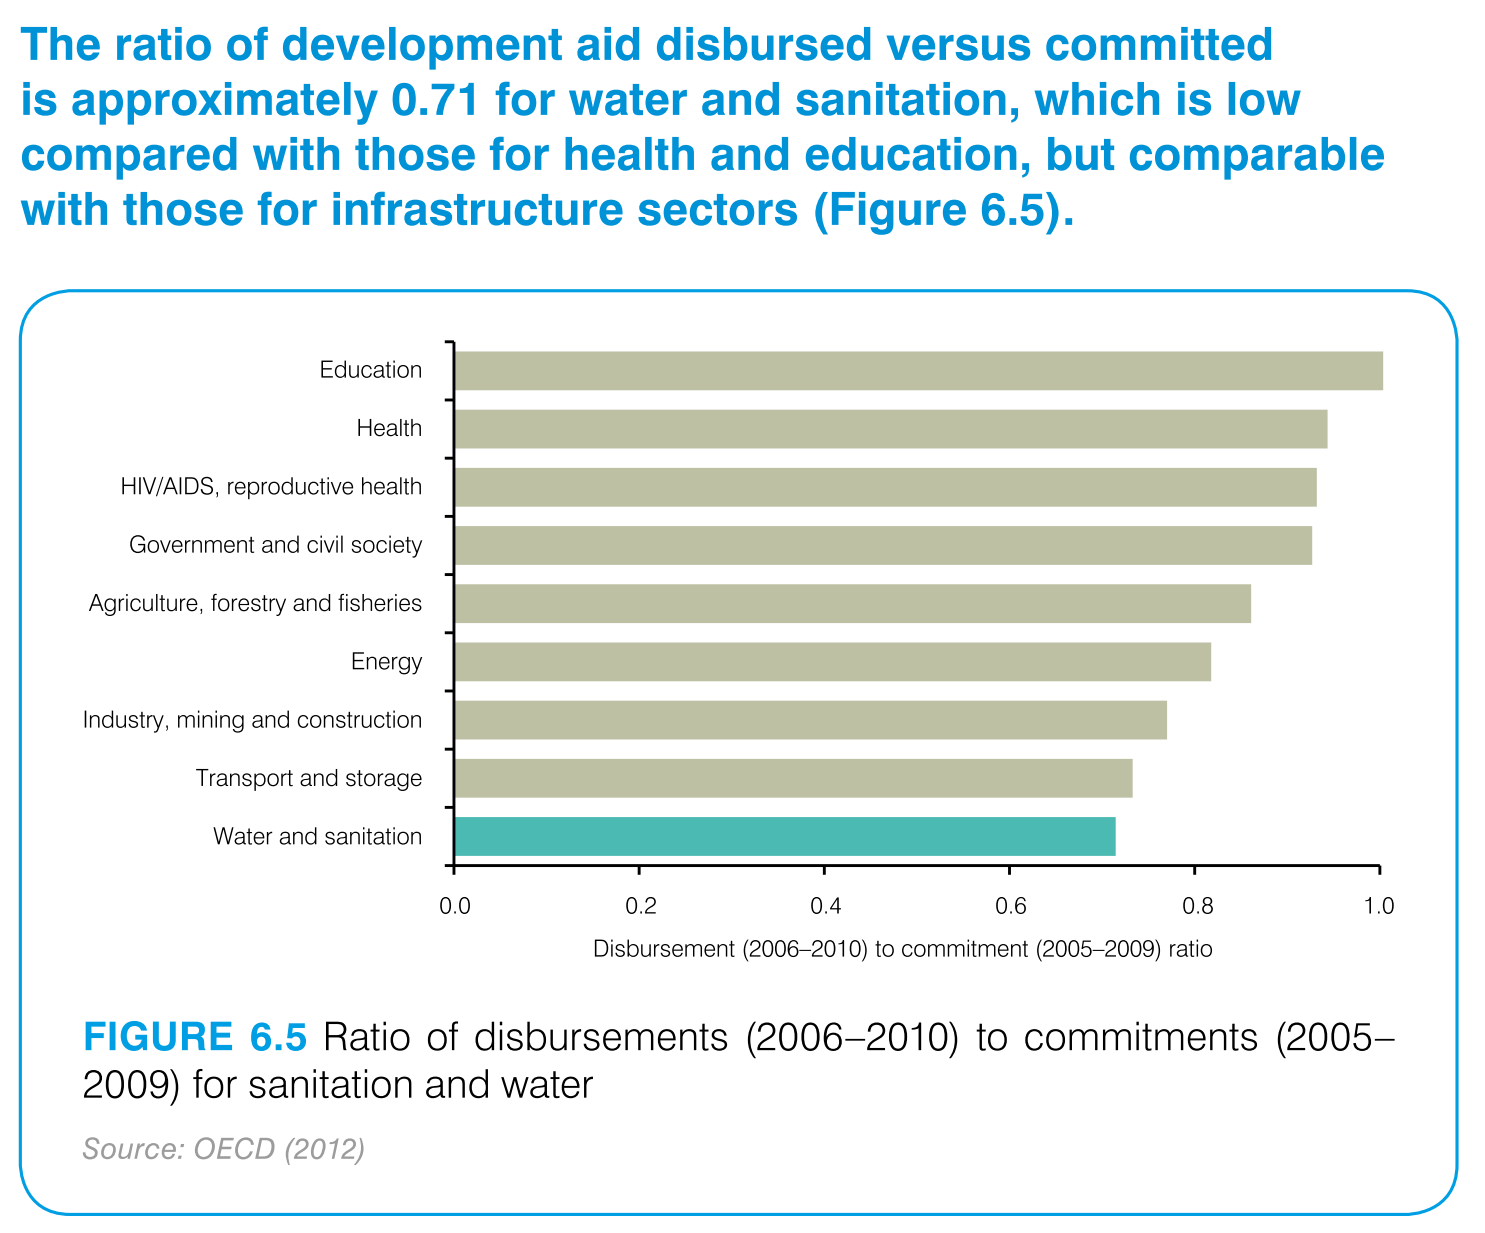 The ratio of development aid disbursed versus committed
is approximately 0.71 for water and sanitation, which is low
compared with those for health and education, but comparable
with those for infrastructure sectors (Figure 6.5).
Education
Health
HIV/AIDS, reproductive health
Government and civil society
Agriculture, forestry and fisheries
Energy
Industry, mining and construction
Transport and storage
Water and sanitation
0.0 0.2 0.4 0.6 0.8 1.0
Disbursement (2006–2010) to commitment (2005–2009) ratio
FIGURE 6.5 Ratio of disbursements (2006–2010) to commitments (2005–
2009) for sanitation and water
Source: OECD (2012)